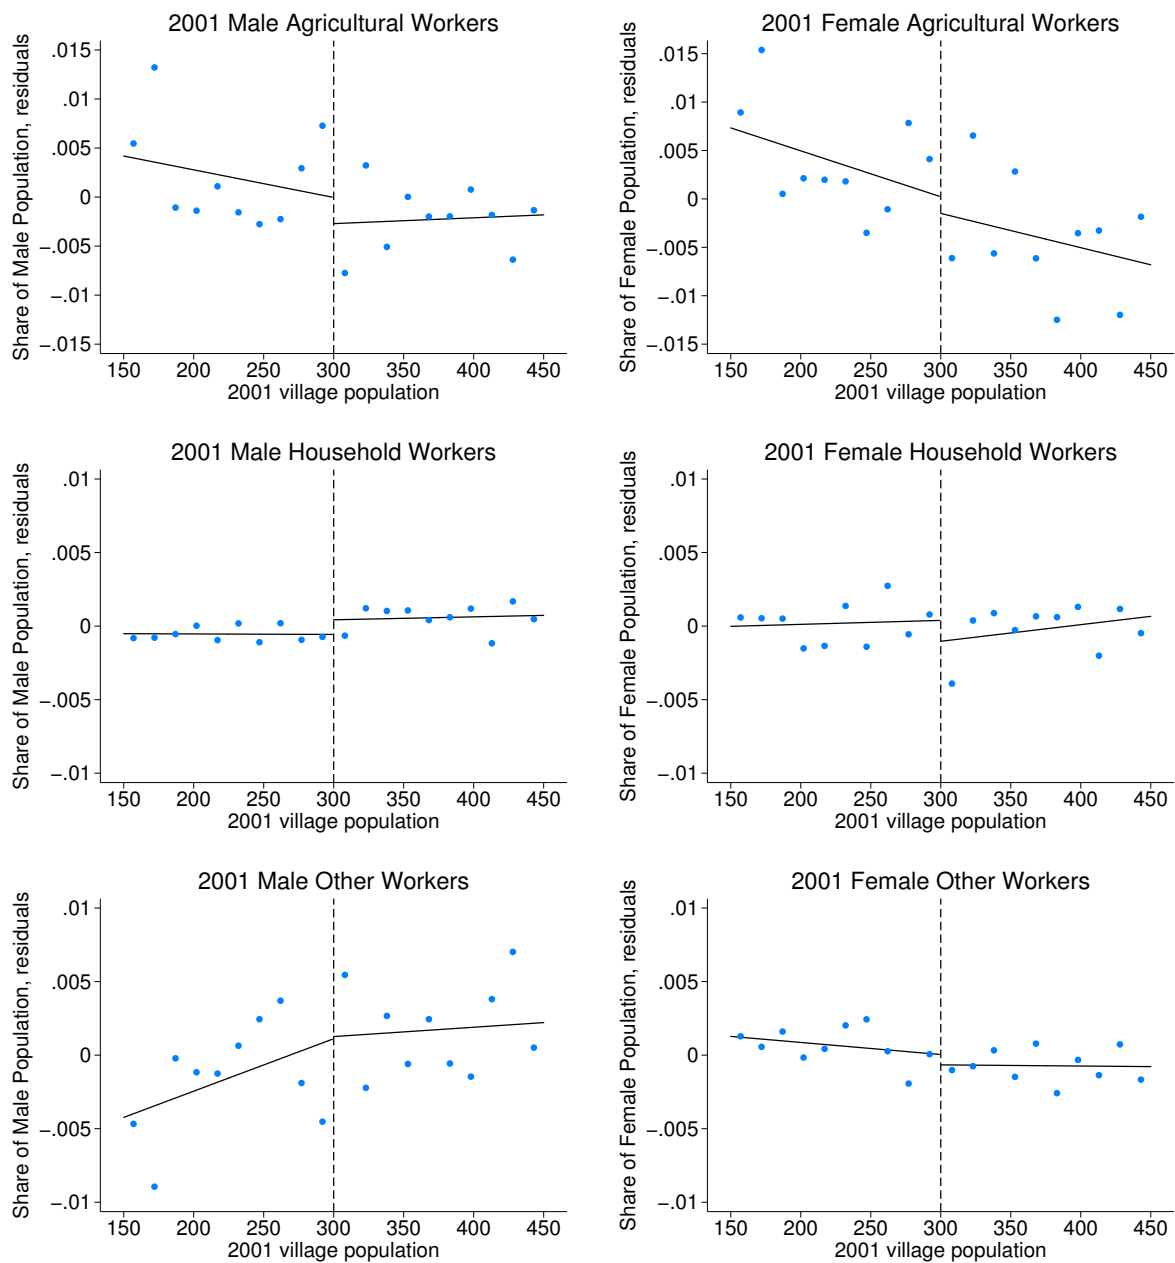 2001 Male Agricultural Workers
Share of Male Population, residuals
.015
.01
.005
0
−.005
−.01
−.015
150 200 250 300 350 400 450
2001 village population
2001 Female Agricultural Workers
Share of Female Population, residuals
.015
.01
.005
0
−.005
−.01
−.015
150 200 250 300 350 400 450
2001 village population
2001 Male Household Workers
Share of Male Population, residuals
.01
.005
0
−.005
−.01
150 200 250 300 350 400 450
2001 village population
2001 Female Household Workers
Share of Female Population, residuals
.01
.005
0
−.005
−.01
150 200 250 300 350 400 450
2001 village population
2001 Male Other Workers
Share of Male Population, residuals
.01
.005
0
−.005
−.01
150 200 250 300 350 400 450
2001 village population
2001 Female Other Workers
Share of Female Population, residuals
.01
.005
0
−.005
−.01
150 200 250 300 350 400 450
2001 village population